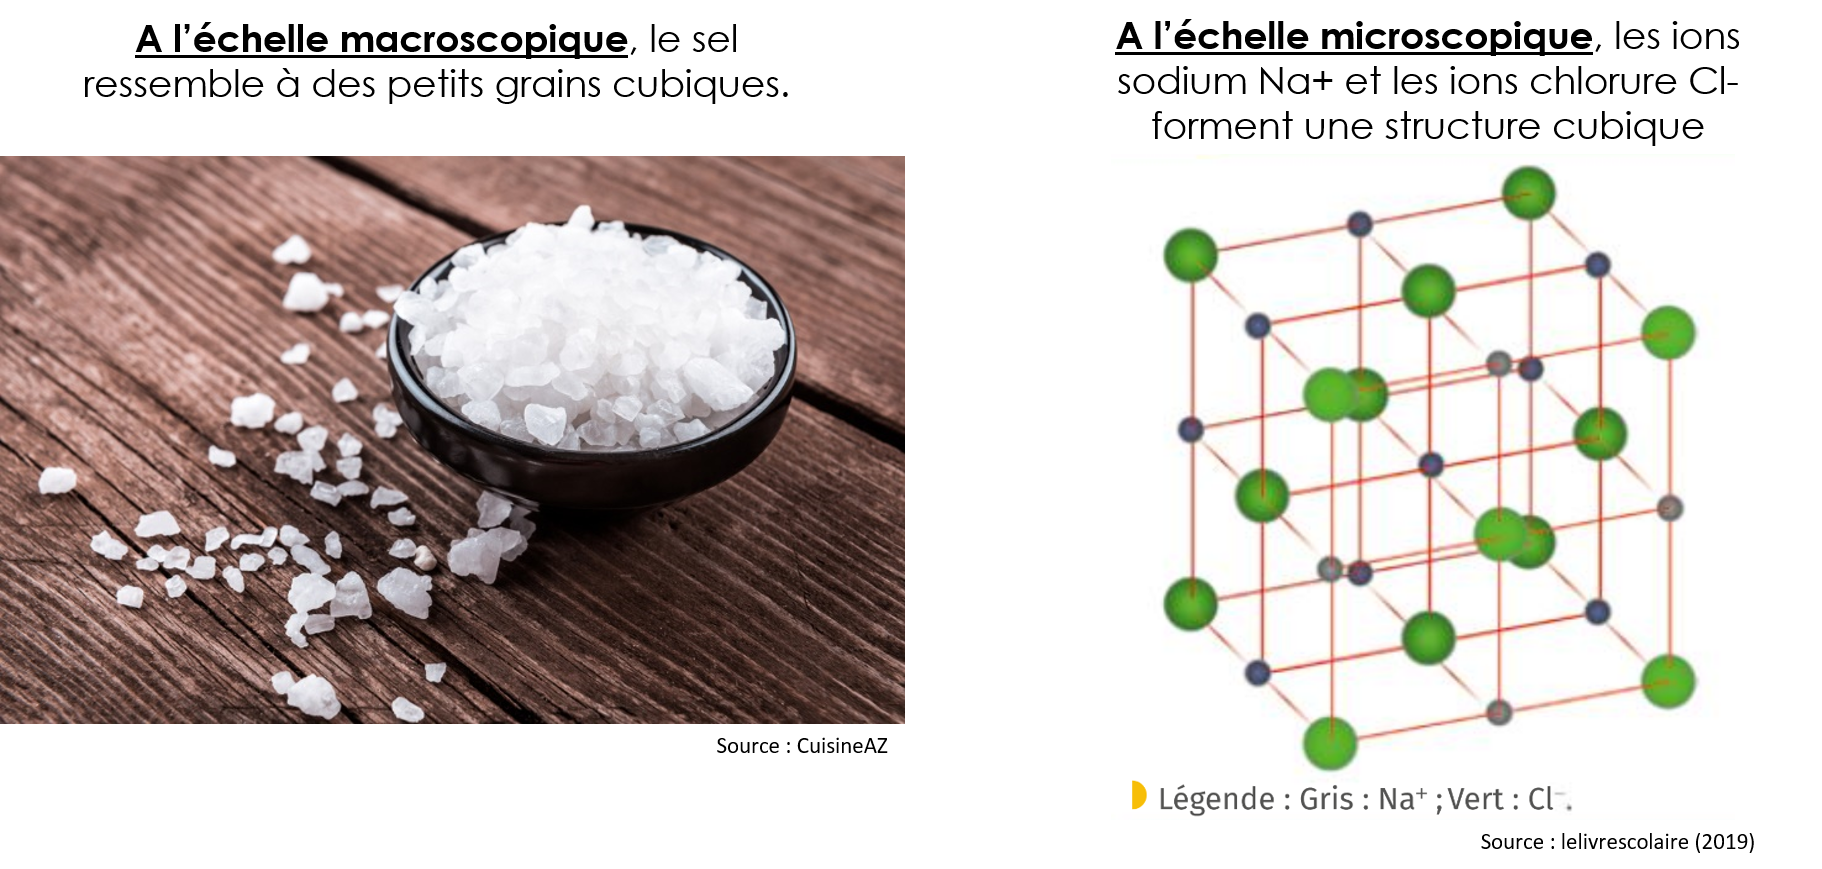 A l’échelle macroscopique, le sel
ressemble à des petits grains cubiques.
Source : CuisineAZ
A l’échelle microscopique, les ions
sodium Na+ et les ions chlorure Cl-
forment une structure cubique
Légende : Gris : Na⁺ ; Vert : Cl⁻.
Source : lelivrescolaire (2019)